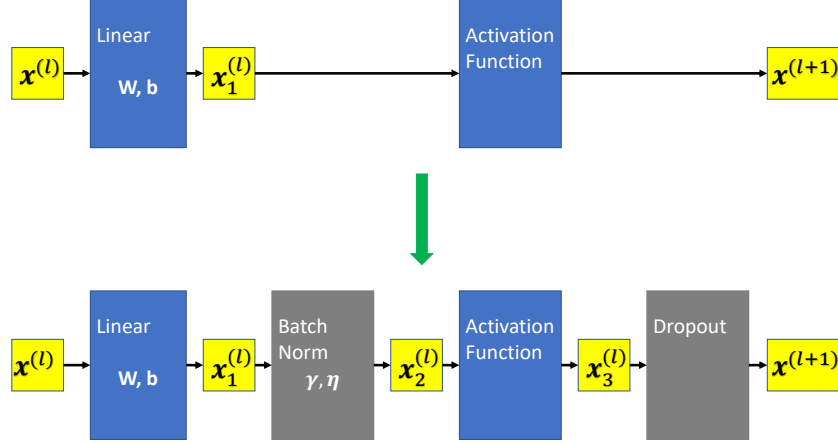 Linear
Activation
Function
x^(l)
W, b
x_1^(l)
x^(l+1)
Linear
Batch
Norm
Activation
Function
Dropout
x^(l)
W, b
x_1^(l)
γ, η
x_2^(l)
x_3^(l)
x^(l+1)